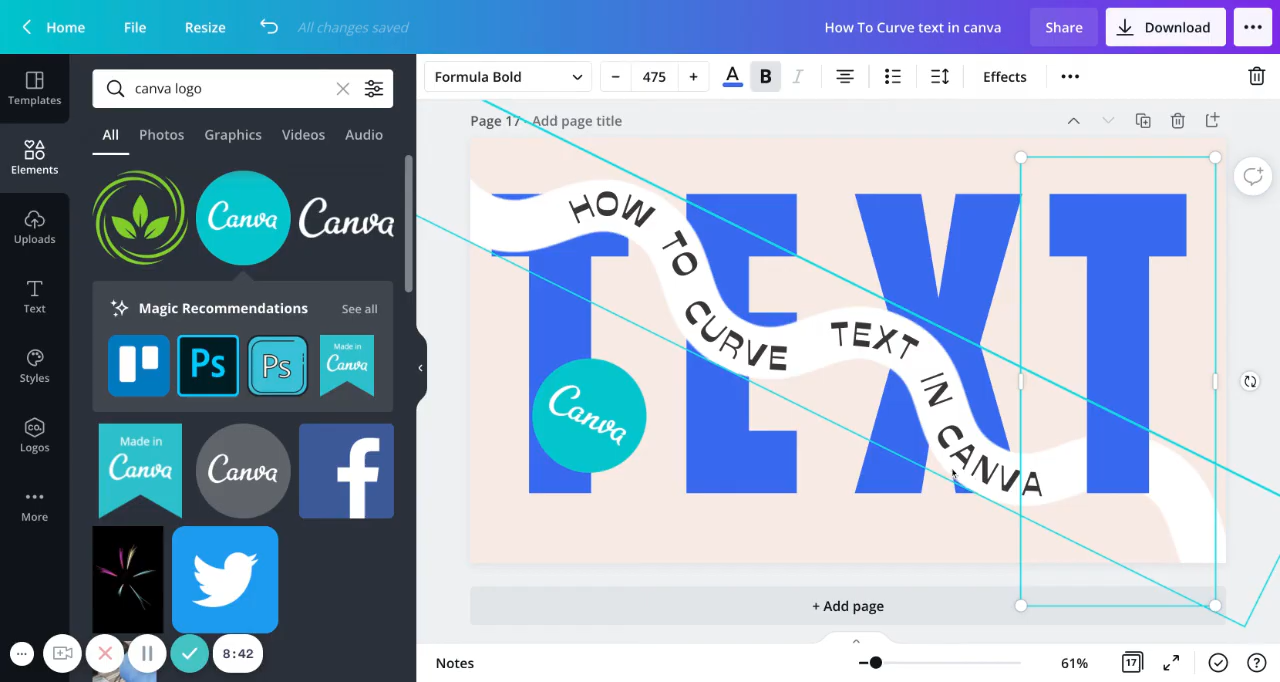 Home File Resize All changes saved How To Curve text in canva Share Download
Templates
Elements
Uploads
Text
Styles
Logos
More
canva logo
All Photos Graphics Videos Audio
Canva Canva
Magic Recommendations See all
Ps Ps Made in Canva
Made in
Canva Canva f
8:42
Formula Bold – 475 + A B I Effects
Page 17 - Add page title
TEXT
HOW TO CURVE TEXT IN CANVA
Canva
+ Add page
Notes 61% 17